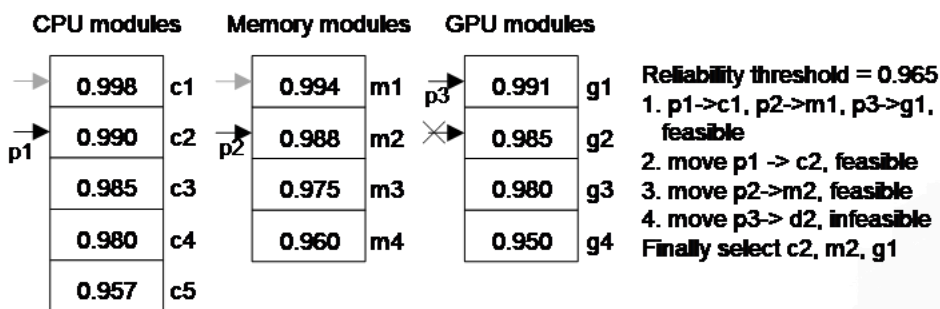 CPU modules Memory modules GPU modules
0.998 c1 0.994 m1 p3 0.991 g1
p1 0.990 c2 p2 0.988 m2 0.985 g2
0.985 c3 0.975 m3 0.980 g3
0.980 c4 0.960 m4 0.950 g4
0.957 c5
Reliability threshold = 0.965
1. p1->c1, p2->m1, p3->g1,
feasible
2. move p1 -> c2, feasible
3. move p2->m2, feasible
4. move p3-> d2, infeasible
Finally select c2, m2, g1